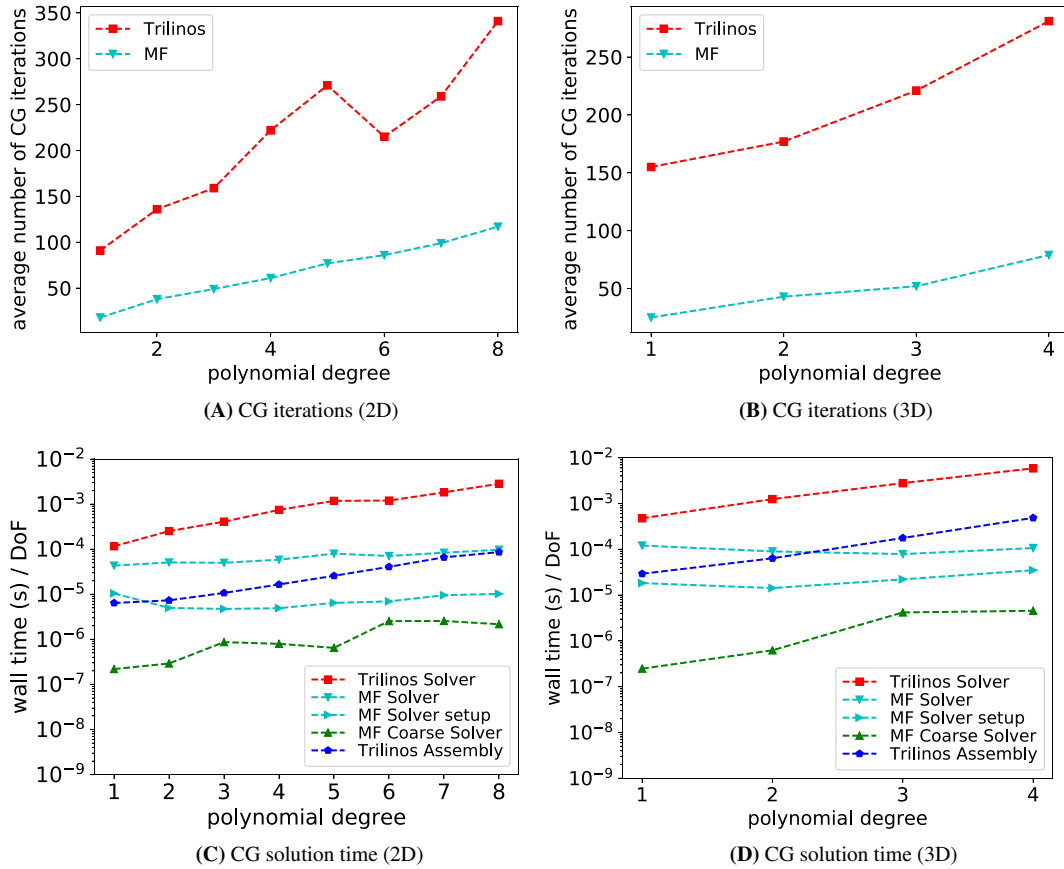 350
300
250
200
150
100
50
average number of CG iterations
Trilinos
MF
2
4
6
8
polynomial degree
(A) CG iterations (2D)
250
200
150
100
50
average number of CG iterations
Trilinos
MF
1
2
3
4
polynomial degree
(B) CG iterations (3D)
10⁻²
10⁻³
10⁻⁴
10⁻⁵
10⁻⁶
10⁻⁷
10⁻⁸
10⁻⁹
wall time (s) / DoF
Trilinos Solver
MF Solver
MF Solver setup
MF Coarse Solver
Trilinos Assembly
1
2
3
4
5
6
7
8
polynomial degree
(C) CG solution time (2D)
10⁻²
10⁻³
10⁻⁴
10⁻⁵
10⁻⁶
10⁻⁷
10⁻⁸
10⁻⁹
wall time (s) / DoF
Trilinos Solver
MF Solver
MF Solver setup
MF Coarse Solver
Trilinos Assembly
1
2
3
4
polynomial degree
(D) CG solution time (3D)